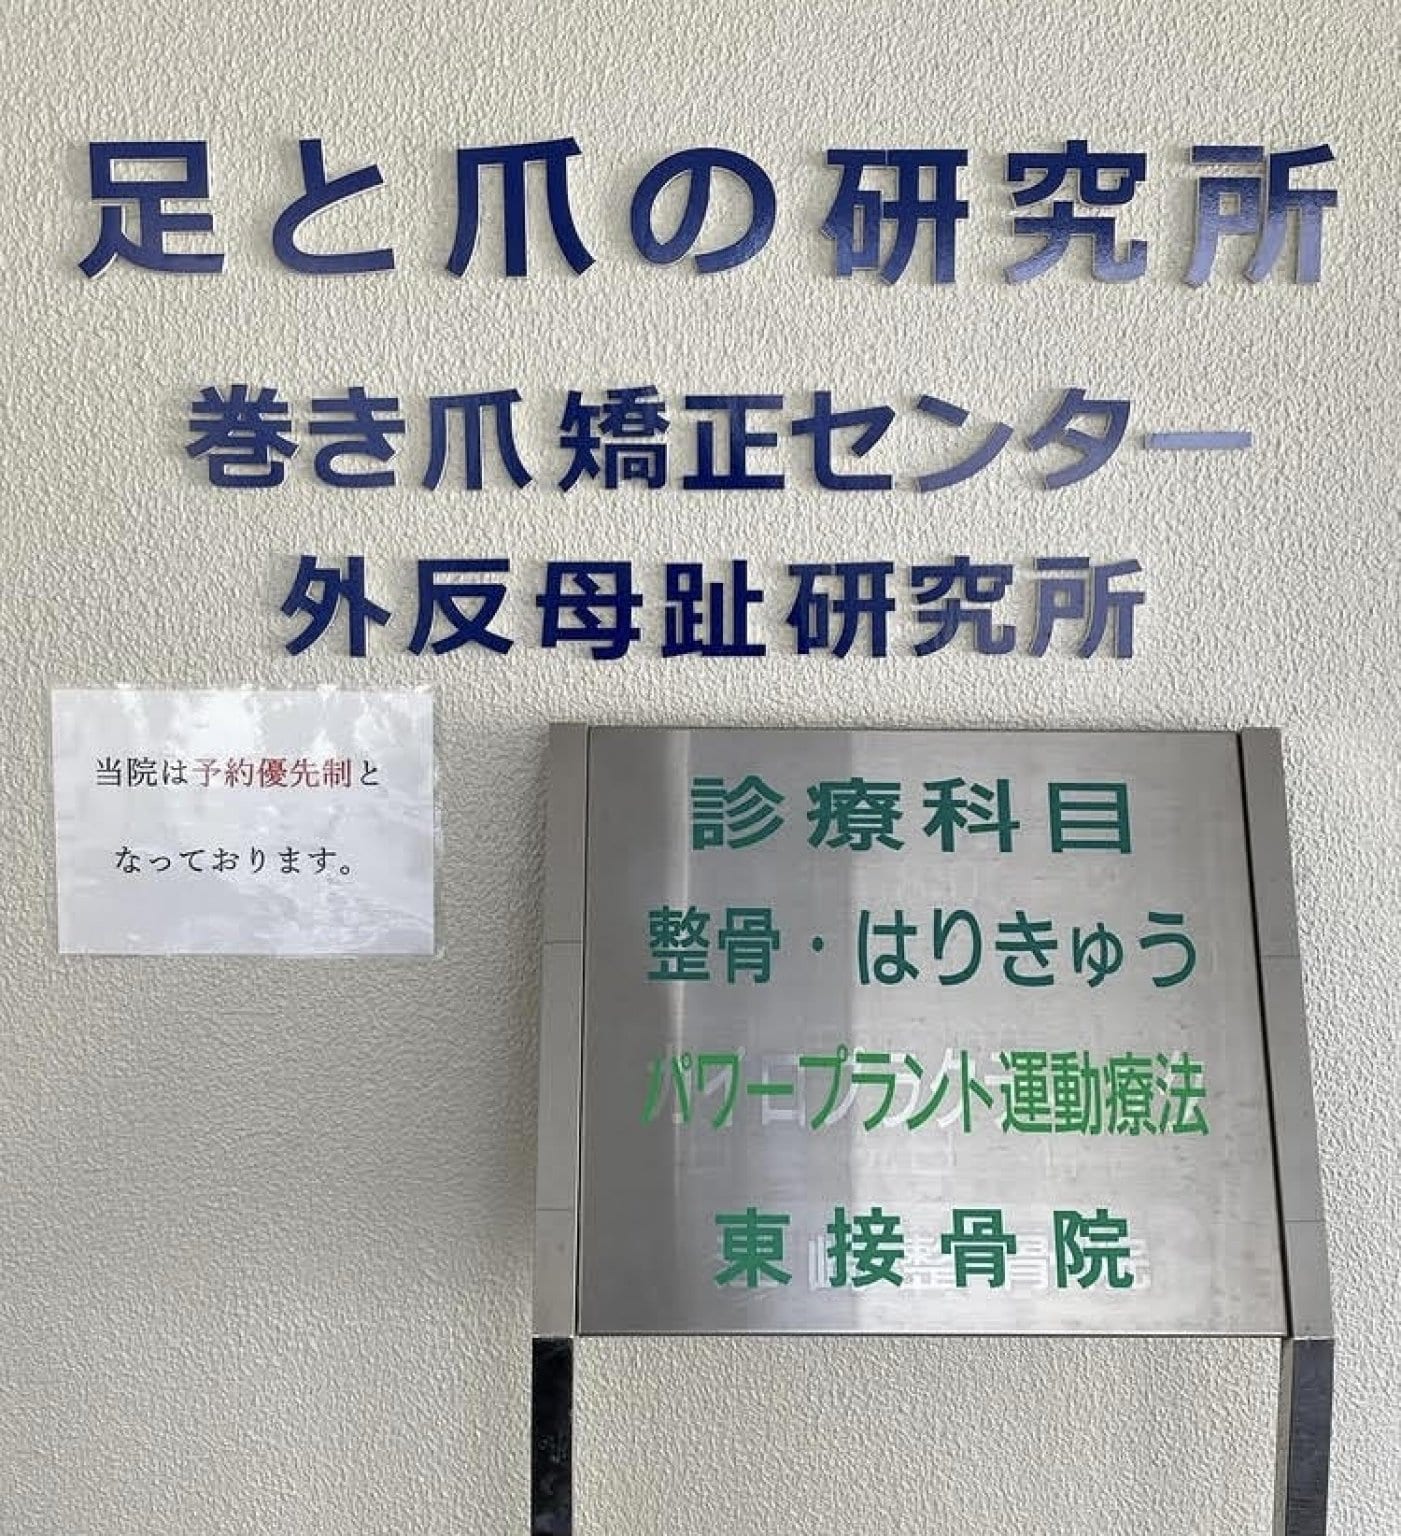 足と爪の研究所
巻き爪矯正センター
外反母趾研究所
当院は予約優先制と
なっております。
診療科目
整骨・はりきゅう
パワープラント運動療法
東接骨院